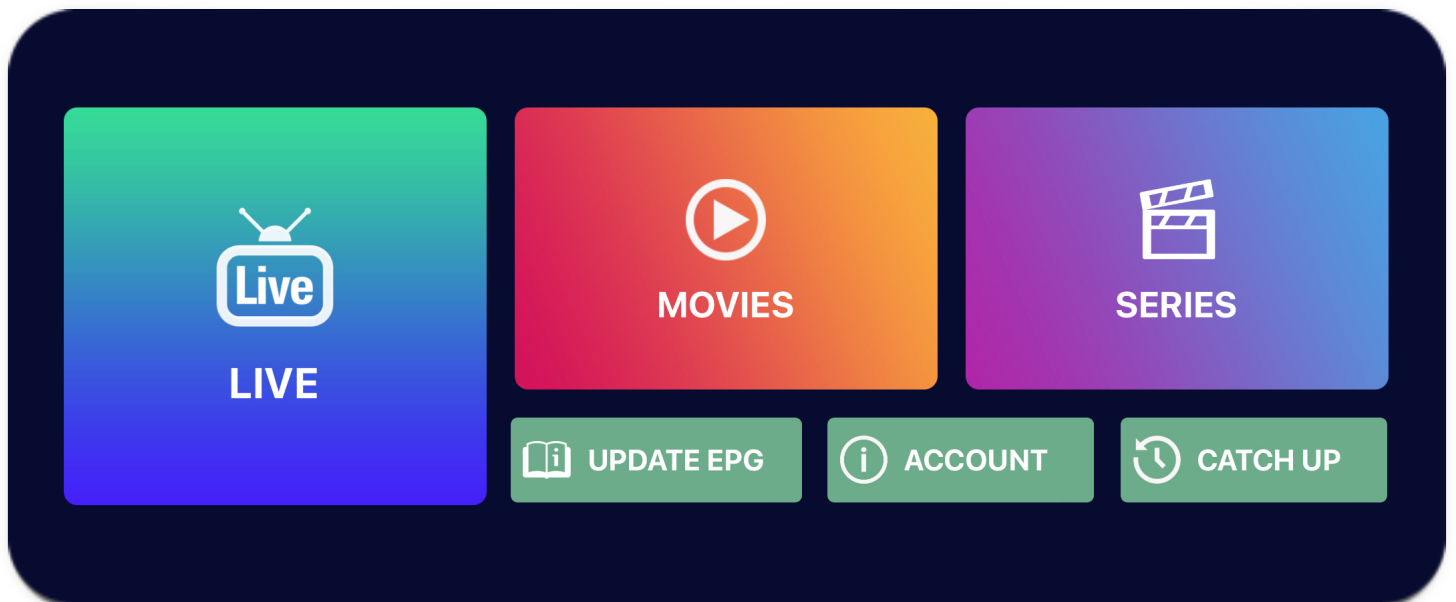 Live
LIVE
MOVIES
SERIES
UPDATE EPG
ACCOUNT
CATCH UP